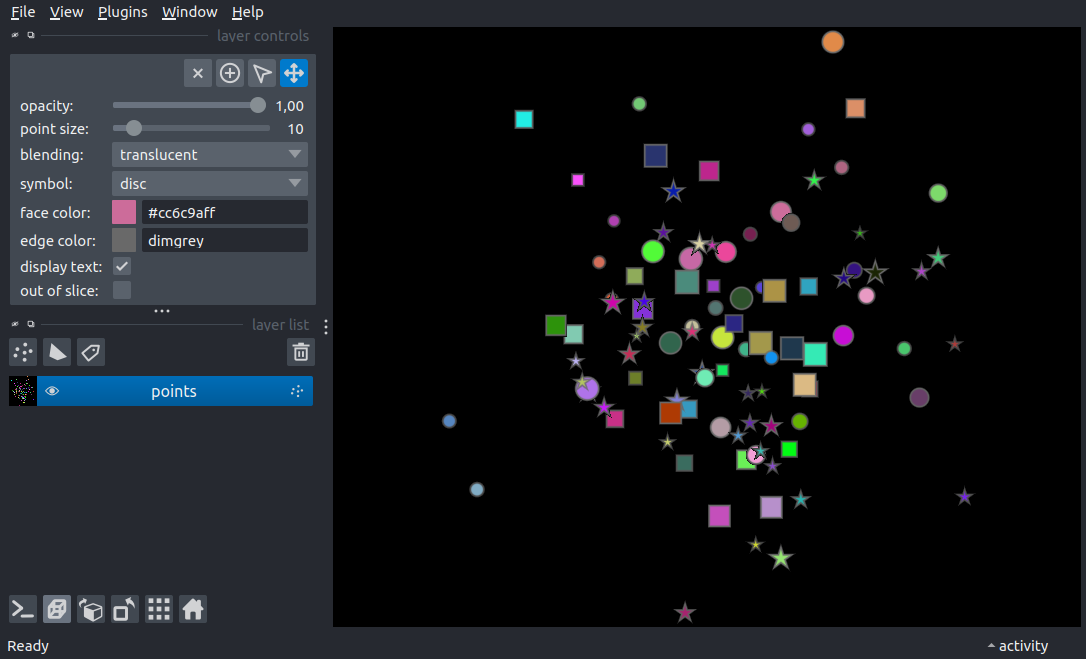 File View Plugins Window Help
layer controls
opacity: 1,00
point size: 10
blending: translucent
symbol: disc
face color: #cc6c9aff
edge color: dimgrey
display text:
out of slice:
layer list
points
Ready
activity